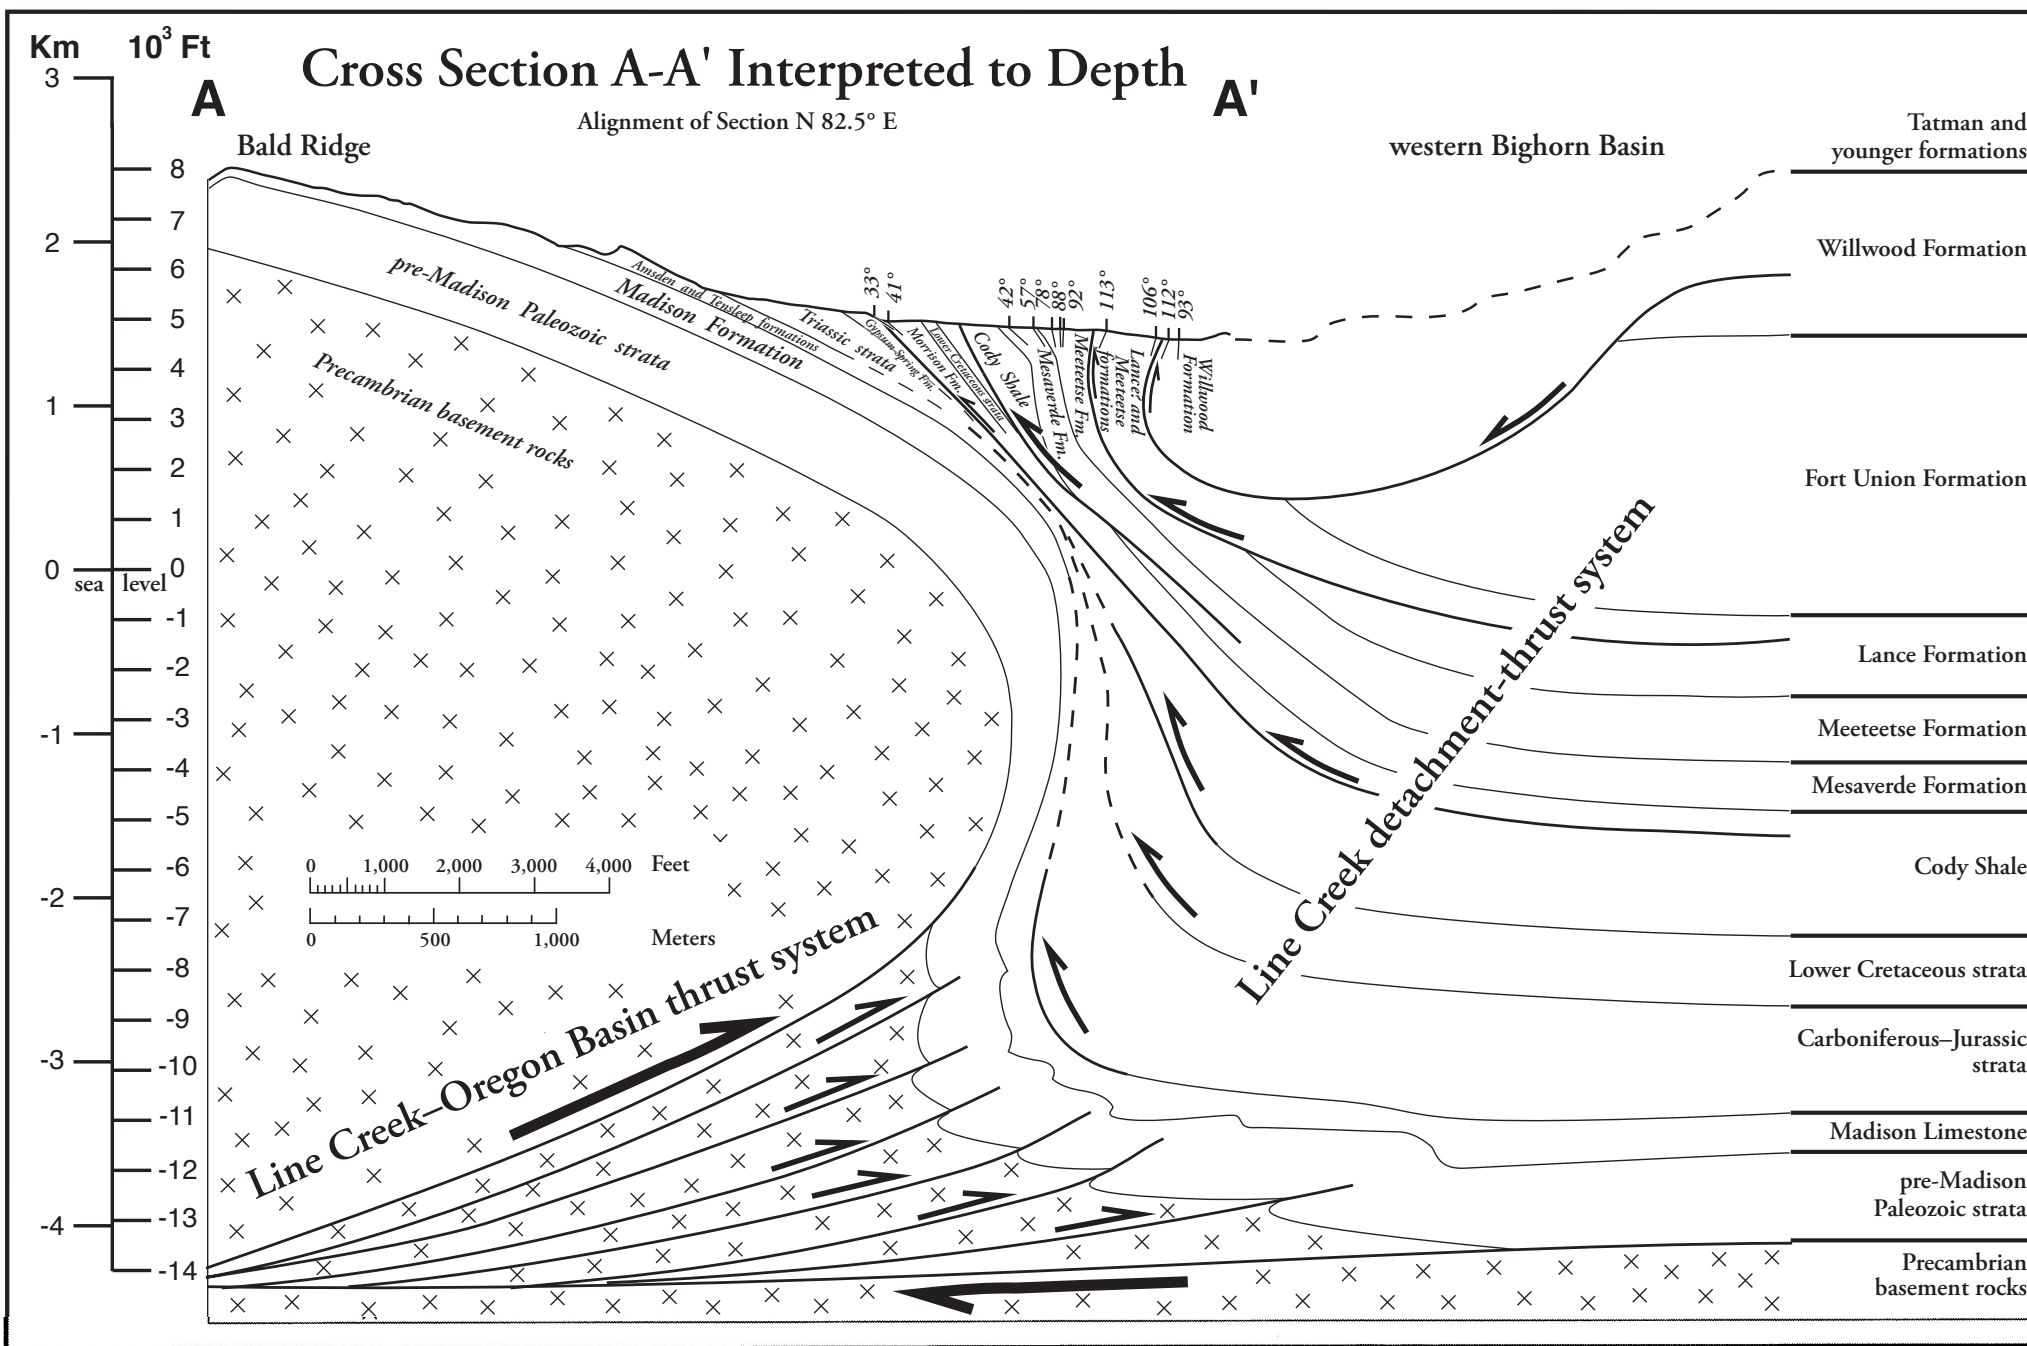 Km
10³ Ft
Cross Section A-A' Interpreted to Depth
A
A'
Alignment of Section N 82.5° E
Bald Ridge
western Bighorn Basin
3
2
1
0
-1
-2
-3
-4
sea level
8
7
6
5
4
3
2
1
0
-1
-2
-3
-4
-5
-6
-7
-8
-9
-10
-11
-12
-13
-14
33°
41°
42°
57°
78°
88°
92°
113°
106°
112°
93°
Amsden and Tensleep formations
Madison Formation
pre-Madison Paleozoic strata
Precambrian basement rocks
Triassic strata
Gypsum Spring Fm.
Morrison Fm.
Lower Cretaceous strata
Cody Shale
Mesaverde Fm.
Meeteetse Fm.
Lance? and
Meeteetse
formations
Willwood
Formation
0
1,000
2,000
3,000
4,000
Feet
0
500
1,000
Meters
Line Creek–Oregon Basin thrust system
Line Creek detachment-thrust system
Tatman and
younger formations
Willwood Formation
Fort Union Formation
Lance Formation
Meeteetse Formation
Mesaverde Formation
Cody Shale
Lower Cretaceous strata
Carboniferous–Jurassic
strata
Madison Limestone
pre-Madison
Paleozoic strata
Precambrian
basement rocks